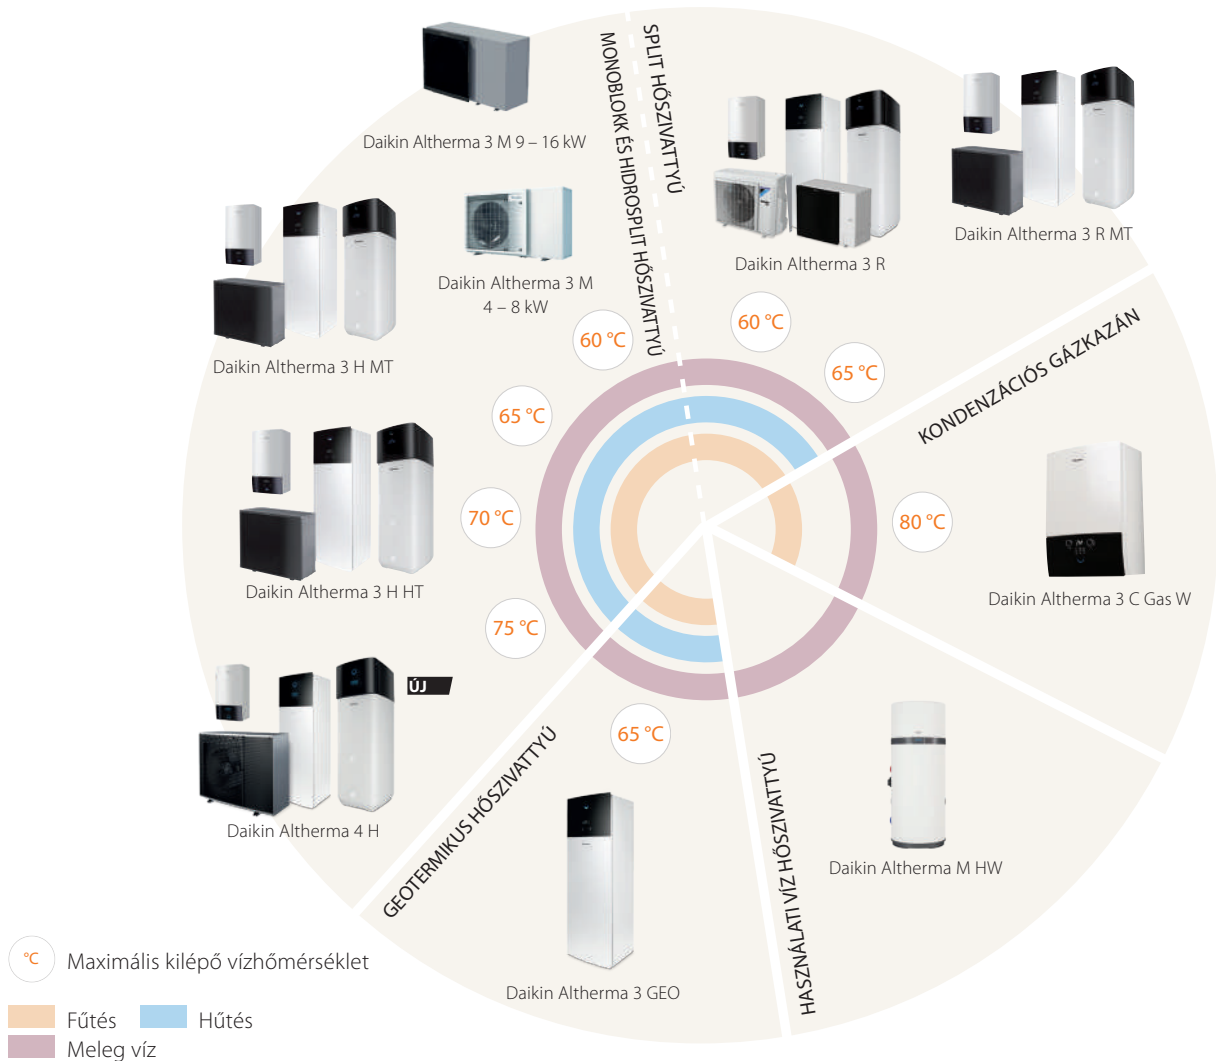 MONOBLOKK ÉS HIDROSPLIT HŐSZIVATTYÚ
SPLIT HŐSZIVATTYÚ
Daikin Altherma 3 M 9 – 16 kW
Daikin Altherma 3 M
4 – 8 kW
Daikin Altherma 3 R
Daikin Altherma 3 R MT
Daikin Altherma 3 H MT
60 °C
60 °C
65 °C
65 °C
KONDENZÁCIÓS GÁZKAZÁN
70 °C
80 °C
Daikin Altherma 3 H HT
Daikin Altherma 3 C Gas W
75 °C
ÚJ
65 °C
Daikin Altherma 4 H
GEOTERMIKUS HŐSZIVATTYÚ
HASZNÁLATI VÍZ HŐSZIVATTYÚ
Daikin Altherma M HW
Daikin Altherma 3 GEO
°C
Maximális kilépő vízhőmérséklet
Fűtés
Hűtés
Meleg víz